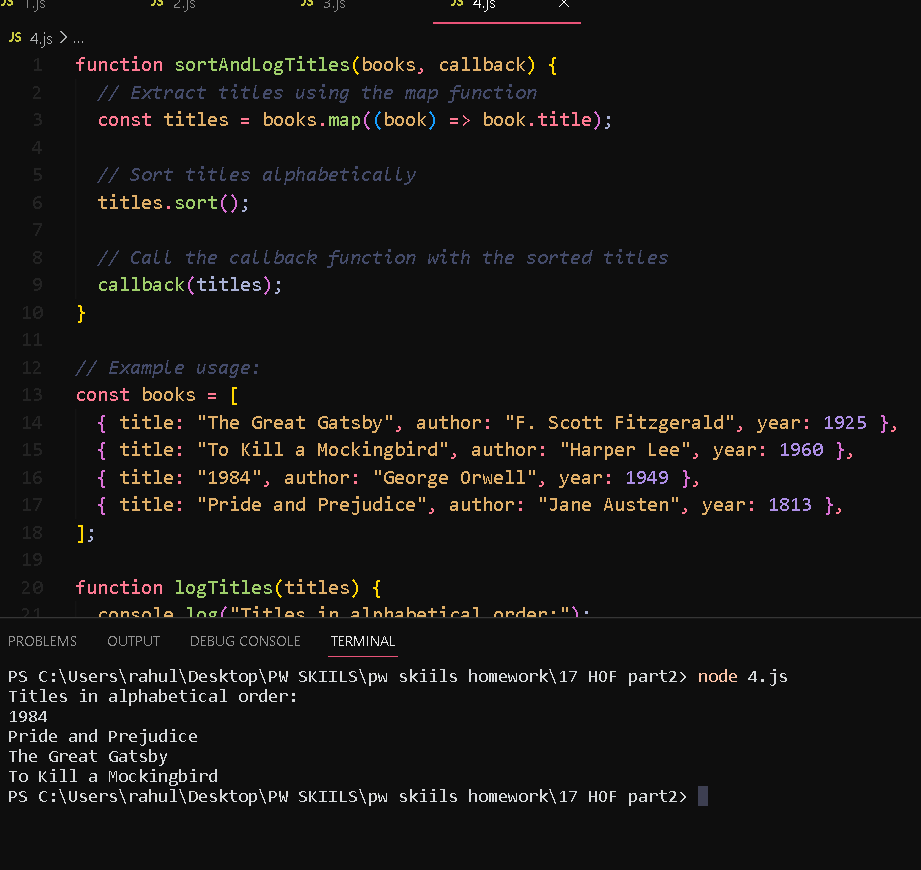 JS 1.js JS 2.js JS 3.js JS 4.js ×
JS 4.js > ...
1 function sortAndLogTitles(books, callback) {
2 // Extract titles using the map function
3 const titles = books.map((book) => book.title);
4
5 // Sort titles alphabetically
6 titles.sort();
7
8 // Call the callback function with the sorted titles
9 callback(titles);
10 }
11
12 // Example usage:
13 const books = [
14 { title: "The Great Gatsby", author: "F. Scott Fitzgerald", year: 1925 },
15 { title: "To Kill a Mockingbird", author: "Harper Lee", year: 1960 },
16 { title: "1984", author: "George Orwell", year: 1949 },
17 { title: "Pride and Prejudice", author: "Jane Austen", year: 1813 },
18 ];
19
20 function logTitles(titles) {
21 console.log("Titles in alphabetical order:");
PROBLEMS OUTPUT DEBUG CONSOLE TERMINAL
PS C:\Users\rahul\Desktop\PW SKIILS\pw skiils homework\17 HOF part2> node 4.js
Titles in alphabetical order:
1984
Pride and Prejudice
The Great Gatsby
To Kill a Mockingbird
PS C:\Users\rahul\Desktop\PW SKIILS\pw skiils homework\17 HOF part2>